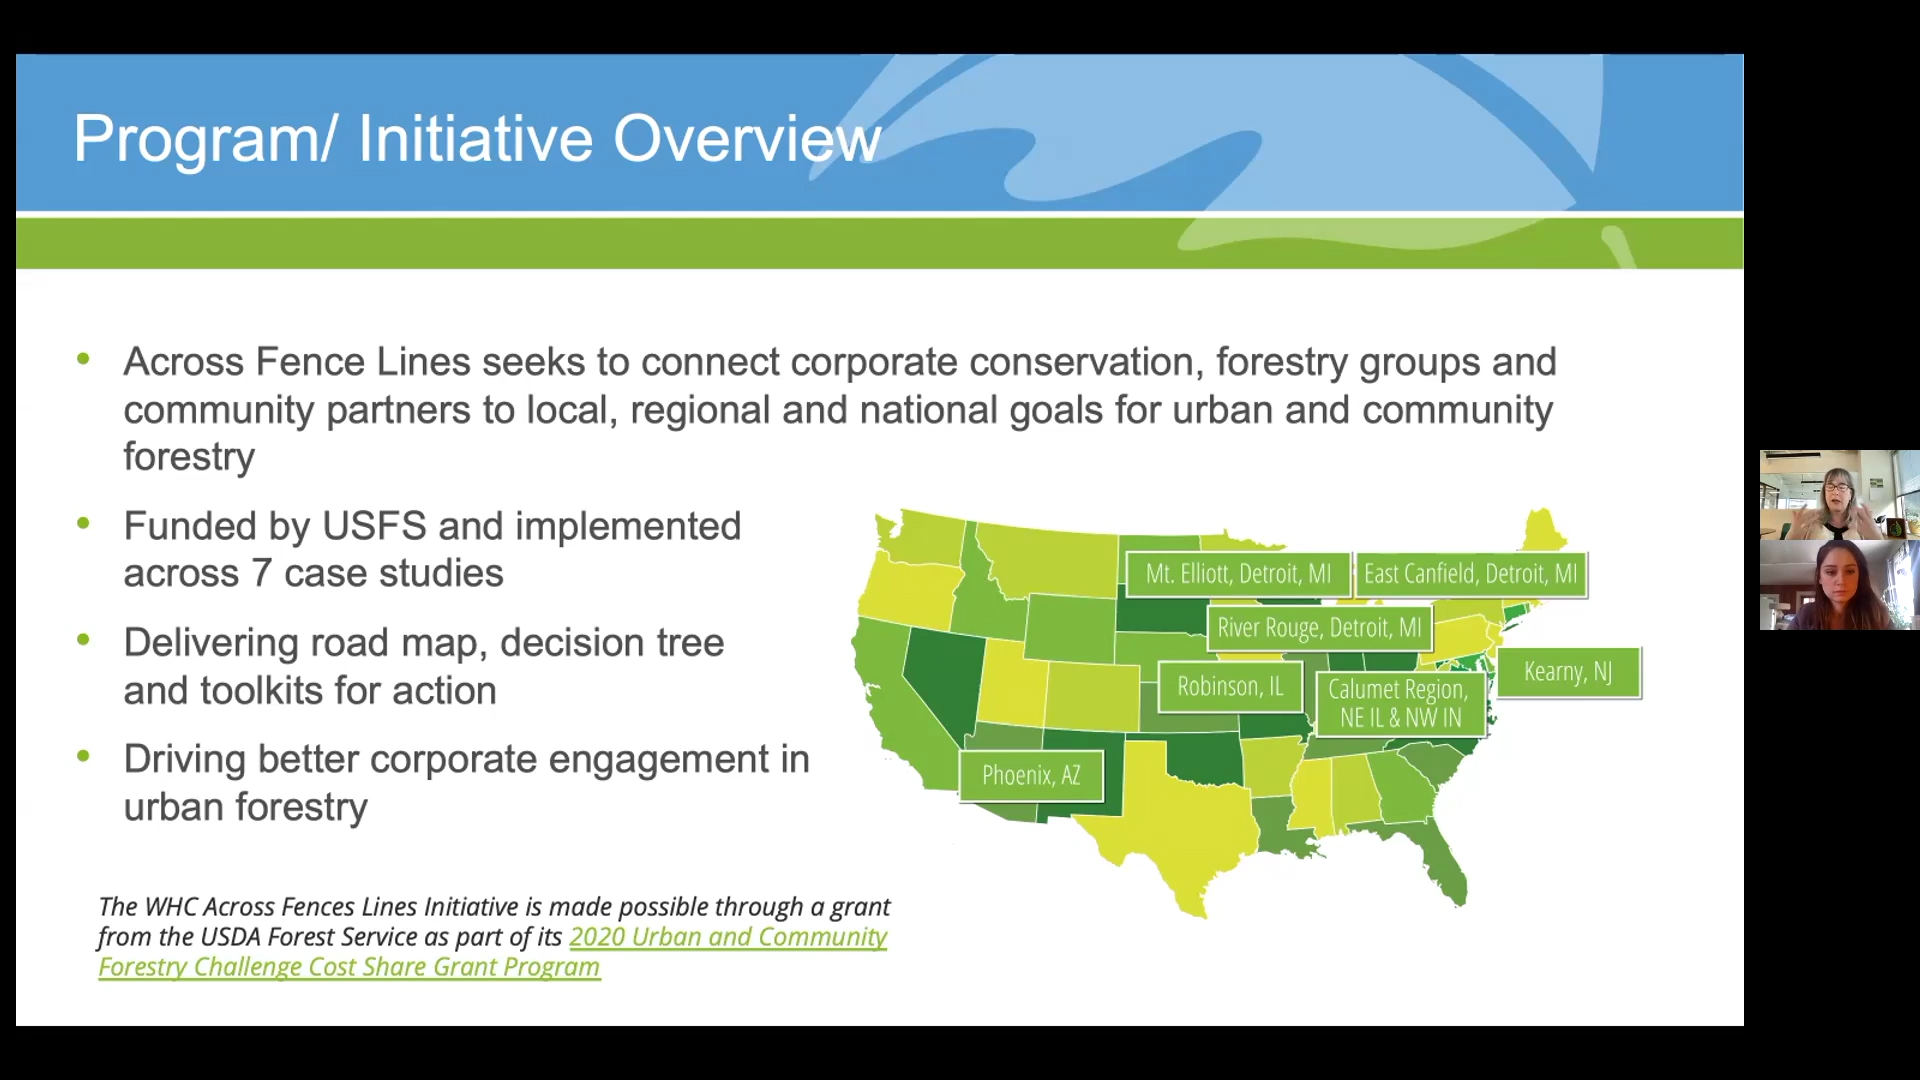 Program/ Initiative Overview
• Across Fence Lines seeks to connect corporate conservation, forestry groups and
community partners to local, regional and national goals for urban and community
forestry
• Funded by USFS and implemented
across 7 case studies
• Delivering road map, decision tree
and toolkits for action
• Driving better corporate engagement in
urban forestry
Mt. Elliott, Detroit, MI
East Canfield, Detroit, MI
River Rouge, Detroit, MI
Kearny, NJ
Robinson, IL
Calumet Region,
NE IL & NW IN
Phoenix, AZ
The WHC Across Fences Lines Initiative is made possible through a grant
from the USDA Forest Service as part of its 2020 Urban and Community
Forestry Challenge Cost Share Grant Program